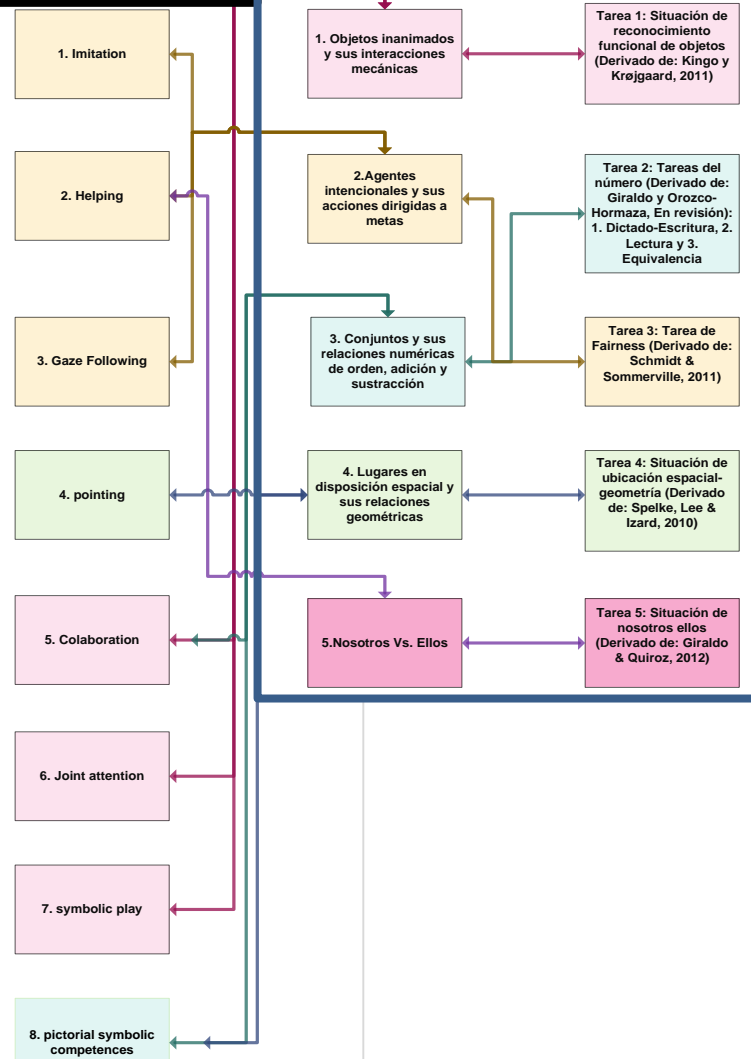 1. Imitation
2. Helping
3. Gaze Following
4. pointing
5. Colaboration
6. Joint attention
7. symbolic play
8. pictorial symbolic
competences
1. Objetos inanimados
y sus interacciones
mecánicas
2.Agentes
intencionales y sus
acciones dirigidas a
metas
3. Conjuntos y sus
relaciones numéricas
de orden, adición y
sustracción
4. Lugares en
disposición espacial y
sus relaciones
geométricas
5.Nosotros Vs. Ellos
Tarea 1: Situación de
reconocimiento
funcional de objetos
(Derivado de: Kingo y
Krøjgaard, 2011)
Tarea 2: Tareas del
número (Derivado de:
Giraldo y Orozco-
Hormaza, En revisión):
1. Dictado-Escritura, 2.
Lectura y 3.
Equivalencia
Tarea 3: Tarea de
Fairness (Derivado de:
Schmidt &
Sommerville, 2011)
Tarea 4: Situación de
ubicación espacial-
geometría (Derivado
de: Spelke, Lee &
Izard, 2010)
Tarea 5: Situación de
nosotros ellos
(Derivado de: Giraldo
& Quiroz, 2012)